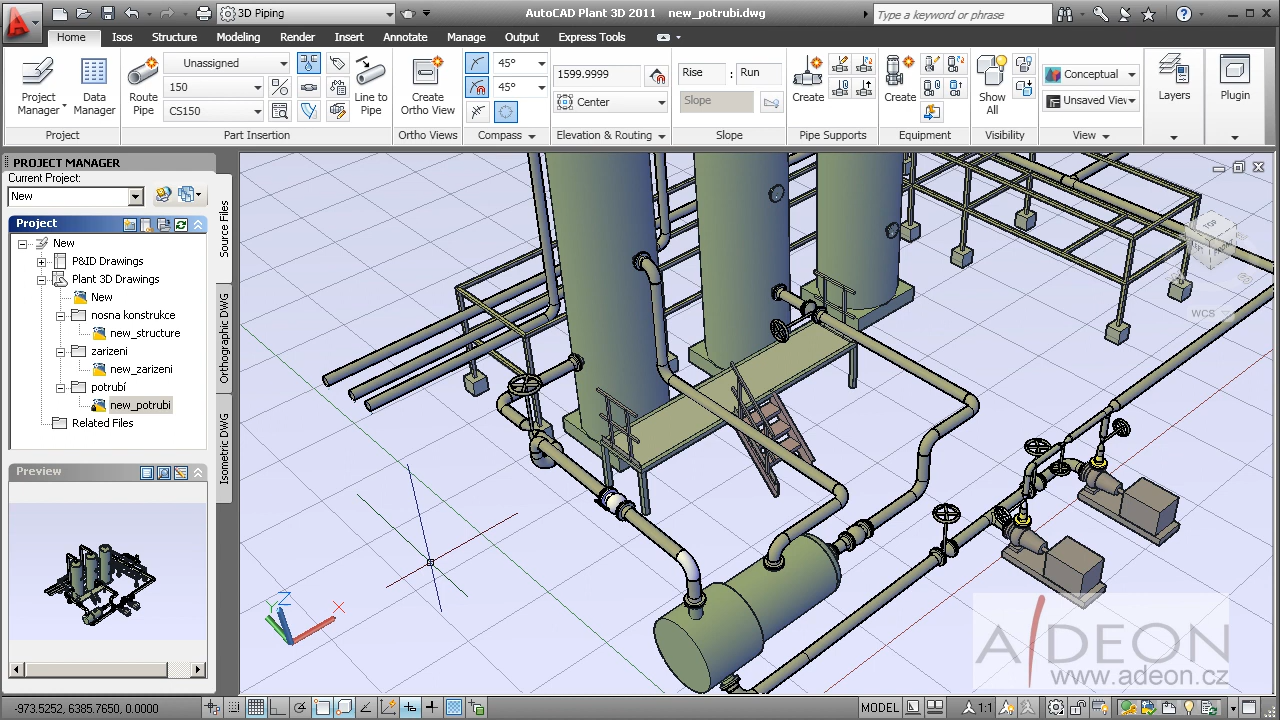 3D Piping
AutoCAD Plant 3D 2011 new_potrubi.dwg
Type a keyword or phrase
Home Isos Structure Modeling Render Insert Annotate Manage Output Express Tools
Project Manager
Data Manager
Project
Route Pipe
Unassigned
150
CS150
Line to Pipe
Part Insertion
Create Ortho View
Ortho Views
45°
45°
Compass
1599.9999
Center
Elevation & Routing
Rise : Run
Slope
Slope
Create
Pipe Supports
Create
Equipment
Show All
Visibility
Conceptual
Unsaved View
View
Layers
Plugin
PROJECT MANAGER
Current Project:
New
Project
New
P&ID Drawings
Plant 3D Drawings
New
nosna konstrukce
new_structure
zarizeni
new_zarizeni
potrubí
new_potrubi
Related Files
Source Files
Orthographic DWG
Isometric DWG
Preview
TOP
WCS
Z
Y
X
ADEON
www.adeon.cz
-973.5252, 6385.7650, 0.0000
MODEL
1:1